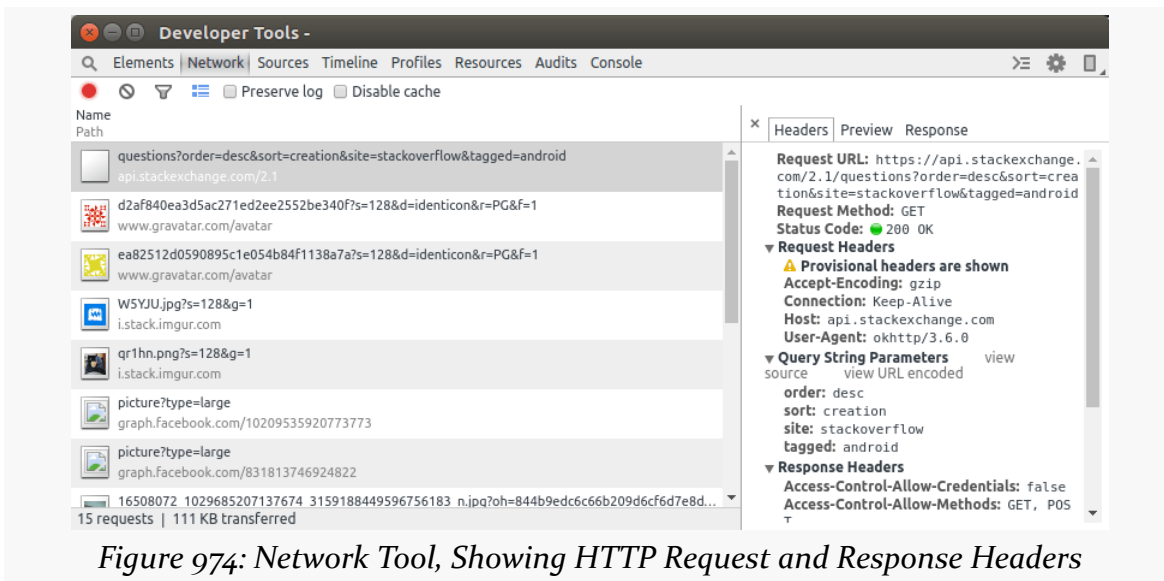 Developer Tools -
Elements Network Sources Timeline Profiles Resources Audits Console
Preserve log Disable cache
Name
Path
questions?order=desc&sort=creation&site=stackoverflow&tagged=android
api.stackexchange.com/2.1
d2af840ea3d5ac271ed2ee2552be340f?s=128&d=identicon&r=PG&f=1
www.gravatar.com/avatar
ea82512d0590895c1e054b84f1138a7a?s=128&d=identicon&r=PG&f=1
www.gravatar.com/avatar
W5YJU.jpg?s=128&g=1
i.stack.imgur.com
qr1hn.png?s=128&g=1
i.stack.imgur.com
picture?type=large
graph.facebook.com/10209535920773773
picture?type=large
graph.facebook.com/831813746924822
16508072_1029685207137674_3159188449596756183_n.jpg?oh=844b9edc6c66b209d6cf6d7e8d...
15 requests | 111 KB transferred
× Headers Preview Response
Request URL: https://api.stackexchange.
com/2.1/questions?order=desc&sort=crea
tion&site=stackoverflow&tagged=android
Request Method: GET
Status Code: 200 OK
Request Headers
Provisional headers are shown
Accept-Encoding: gzip
Connection: Keep-Alive
Host: api.stackexchange.com
User-Agent: okhttp/3.6.0
Query String Parameters view
source view URL encoded
order: desc
sort: creation
site: stackoverflow
tagged: android
Response Headers
Access-Control-Allow-Credentials: false
Access-Control-Allow-Methods: GET, POS
T
Figure 974: Network Tool, Showing HTTP Request and Response Headers